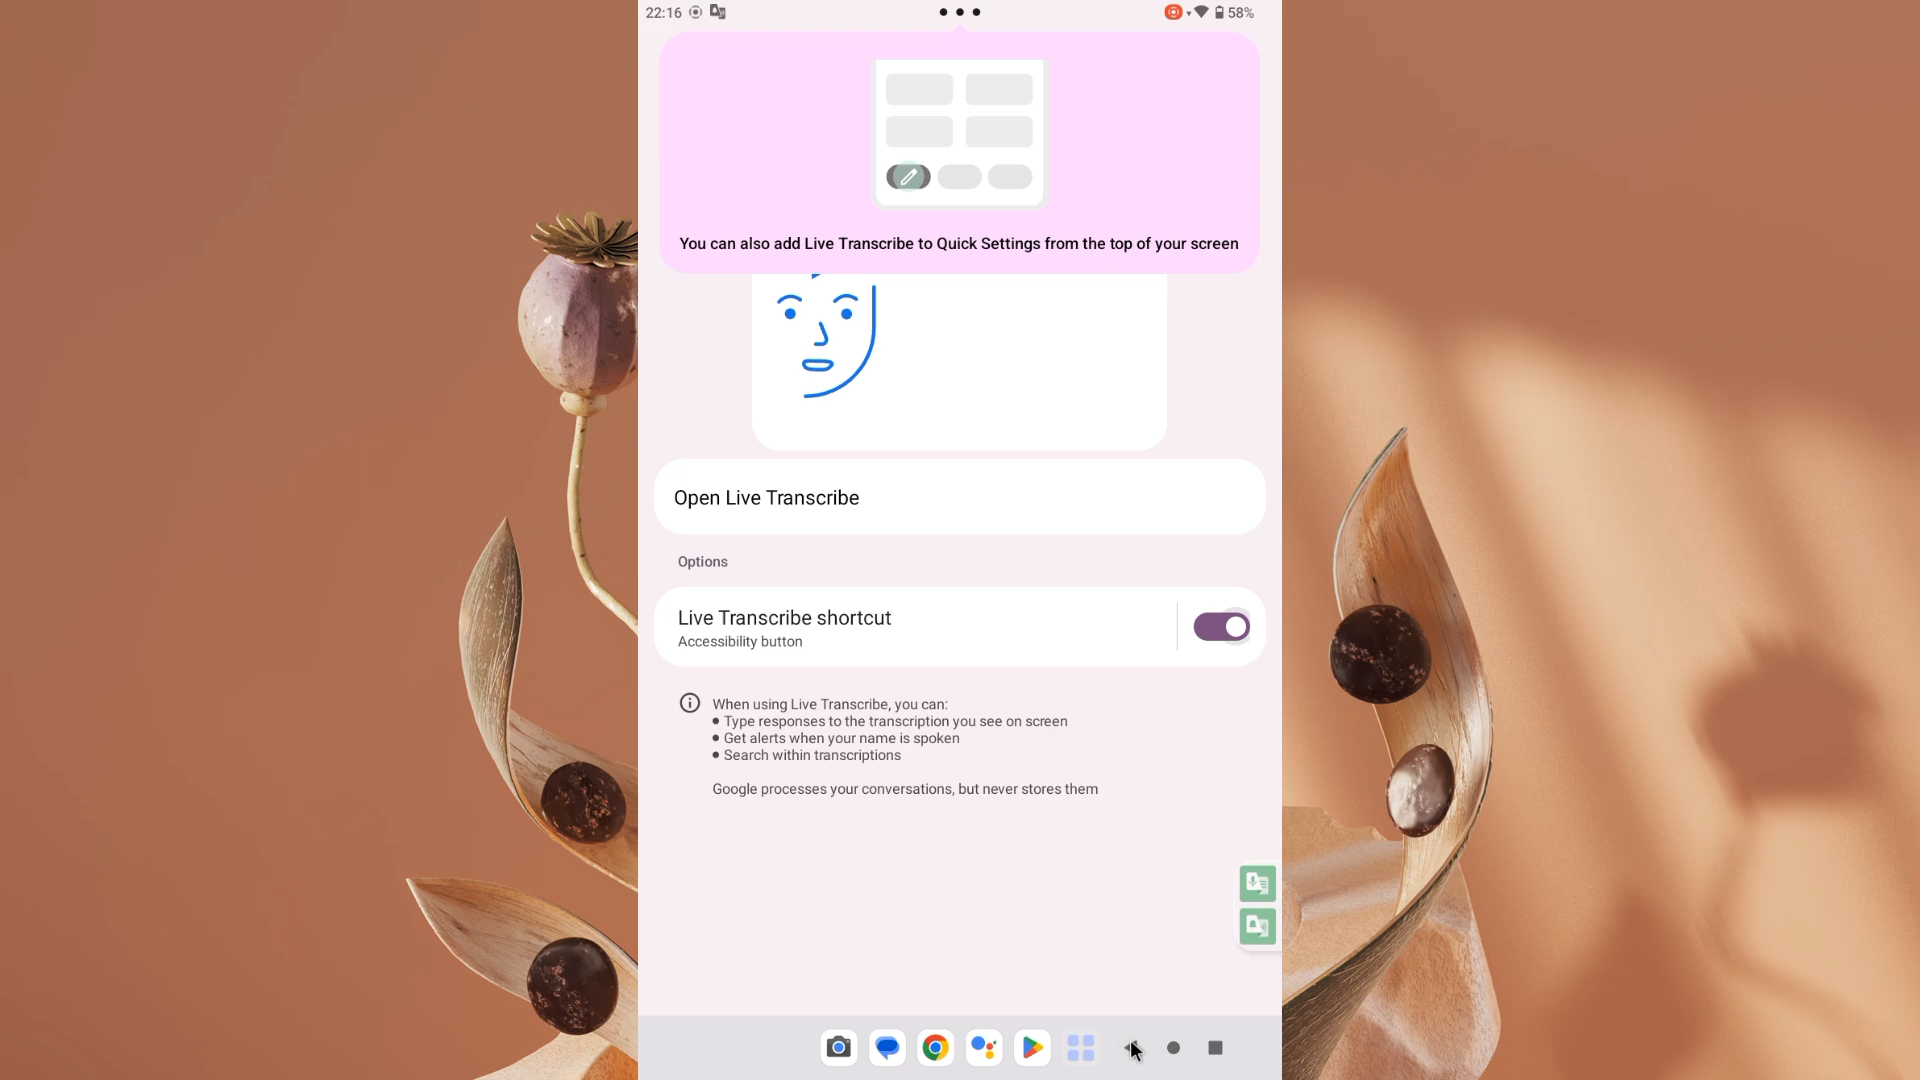 22:16
58%
You can also add Live Transcribe to Quick Settings from the top of your screen
Open Live Transcribe
Options
Live Transcribe shortcut
Accessibility button
When using Live Transcribe, you can:
● Type responses to the transcription you see on screen
● Get alerts when your name is spoken
● Search within transcriptions
Google processes your conversations, but never stores them